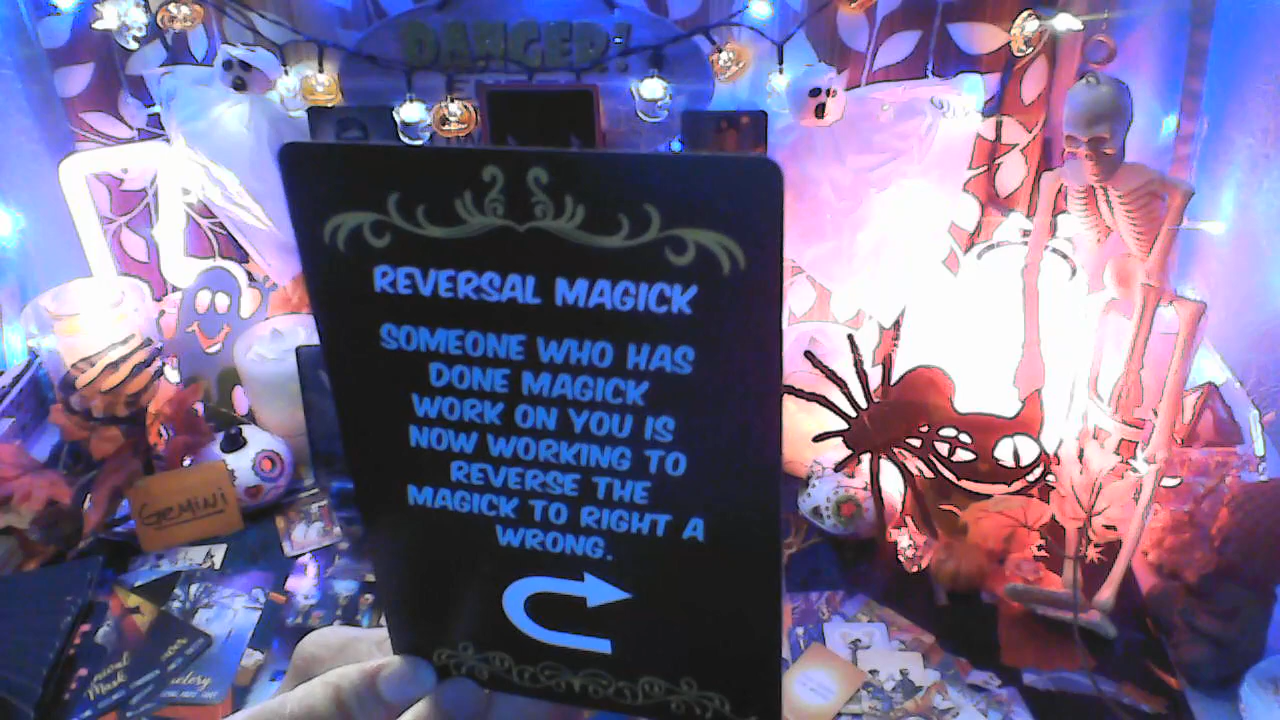 DANGER!
REVERSAL MAGICK
SOMEONE WHO HAS
DONE MAGICK
WORK ON YOU IS
NOW WORKING TO
REVERSE THE
MAGICK TO RIGHT A
WRONG.
GEMINI